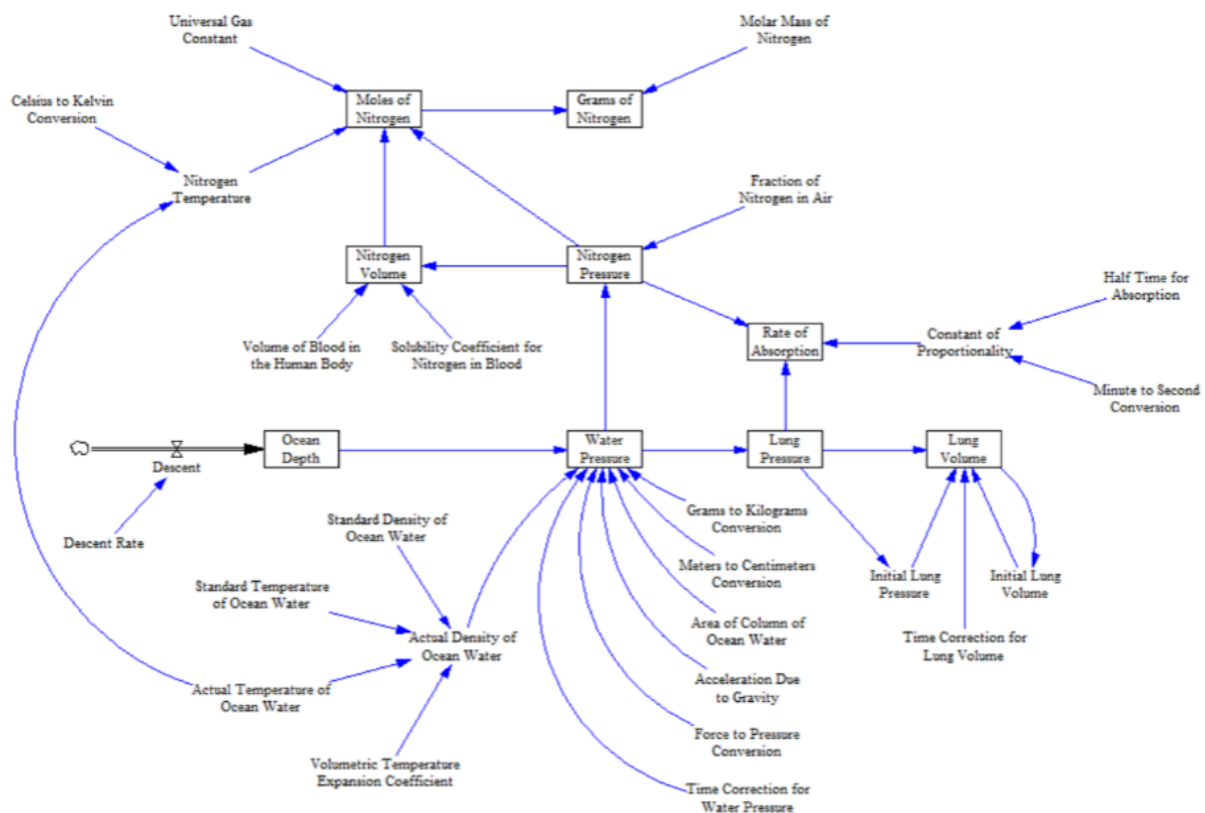 Universal Gas
Constant
Molar Mass of
Nitrogen
Moles of
Nitrogen
Grams of
Nitrogen
Celsius to Kelvin
Conversion
Nitrogen
Temperature
Fraction of
Nitrogen in Air
Nitrogen
Volume
Nitrogen
Pressure
Half Time for
Absorption
Rate of
Absorption
Constant of
Proportionality
Volume of Blood in
the Human Body
Solubility Coefficient for
Nitrogen in Blood
Minute to Second
Conversion
Ocean
Depth
Water
Pressure
Lung
Pressure
Lung
Volume
Descent
Descent Rate
Standard Density of
Ocean Water
Grams to Kilograms
Conversion
Meters to Centimeters
Conversion
Initial Lung
Pressure
Initial Lung
Volume
Standard Temperature
of Ocean Water
Actual Density of
Ocean Water
Area of Column of
Ocean Water
Time Correction for
Lung Volume
Actual Temperature of
Ocean Water
Acceleration Due
to Gravity
Force to Pressure
Conversion
Volumetric Temperature
Expansion Coefficient
Time Correction for
Water Pressure